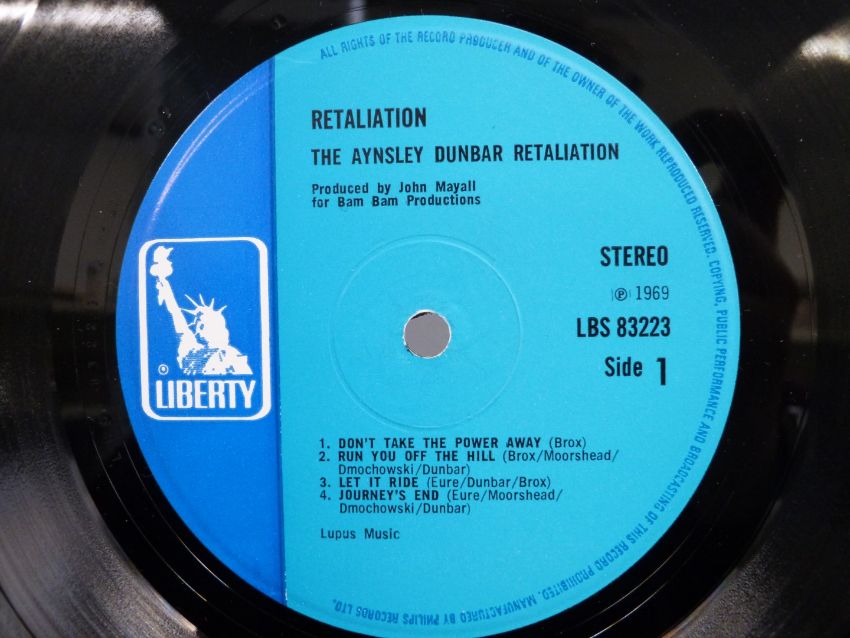 ALL RIGHTS OF THE RECORD PRODUCER AND OF THE OWNER OF THE WORK REPRODUCED RESERVED. COPYING, PUBLIC PERFORMANCE AND BROADCASTING OF THIS RECORD PROHIBITED. MANUFACTURED BY PHILIPS RECORDS LTD.
RETALIATION
THE AYNSLEY DUNBAR RETALIATION
Produced by John Mayall
for Bam Bam Productions
STEREO
℗ 1969
LBS 83223
Side 1
® LIBERTY
1. DON'T TAKE THE POWER AWAY (Brox)
2. RUN YOU OFF THE HILL (Brox/Moorshead/
Dmochowski/Dunbar)
3. LET IT RIDE (Eure/Dunbar/Brox)
4. JOURNEY'S END (Eure/Moorshead/
Dmochowski/Dunbar)
Lupus Music